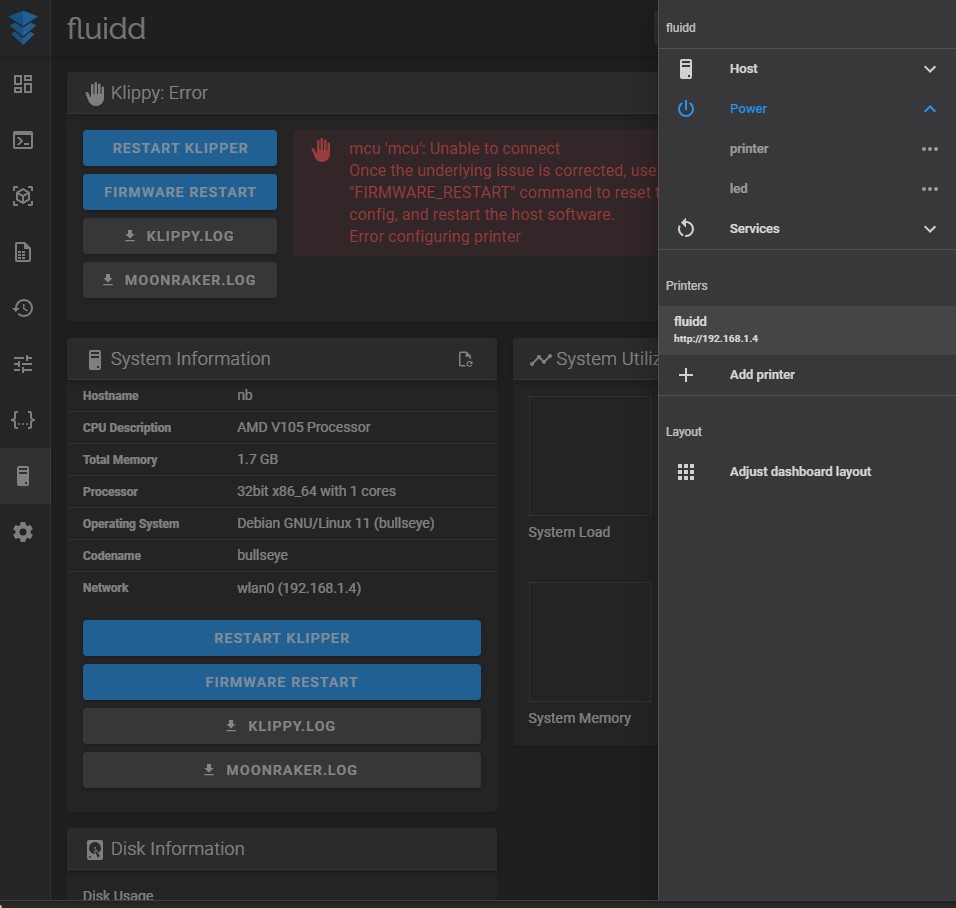 fluidd
Klippy: Error
RESTART KLIPPER
FIRMWARE RESTART
KLIPPY.LOG
MOONRAKER.LOG
mcu 'mcu': Unable to connect
Once the underlying issue is corrected, use
"FIRMWARE_RESTART" command to reset
config, and restart the host software.
Error configuring printer
System Information
Hostname nb
CPU Description AMD V105 Processor
Total Memory 1.7 GB
Processor 32bit x86_64 with 1 cores
Operating System Debian GNU/Linux 11 (bullseye)
Codename bullseye
Network wlan0 (192.168.1.4)
RESTART KLIPPER
FIRMWARE RESTART
KLIPPY.LOG
MOONRAKER.LOG
Disk Information
Disk Usage
System Utiliz
System Load
System Memory
fluidd
Host
Power
printer
led
Services
Printers
fluidd
http://192.168.1.4
Add printer
Layout
Adjust dashboard layout